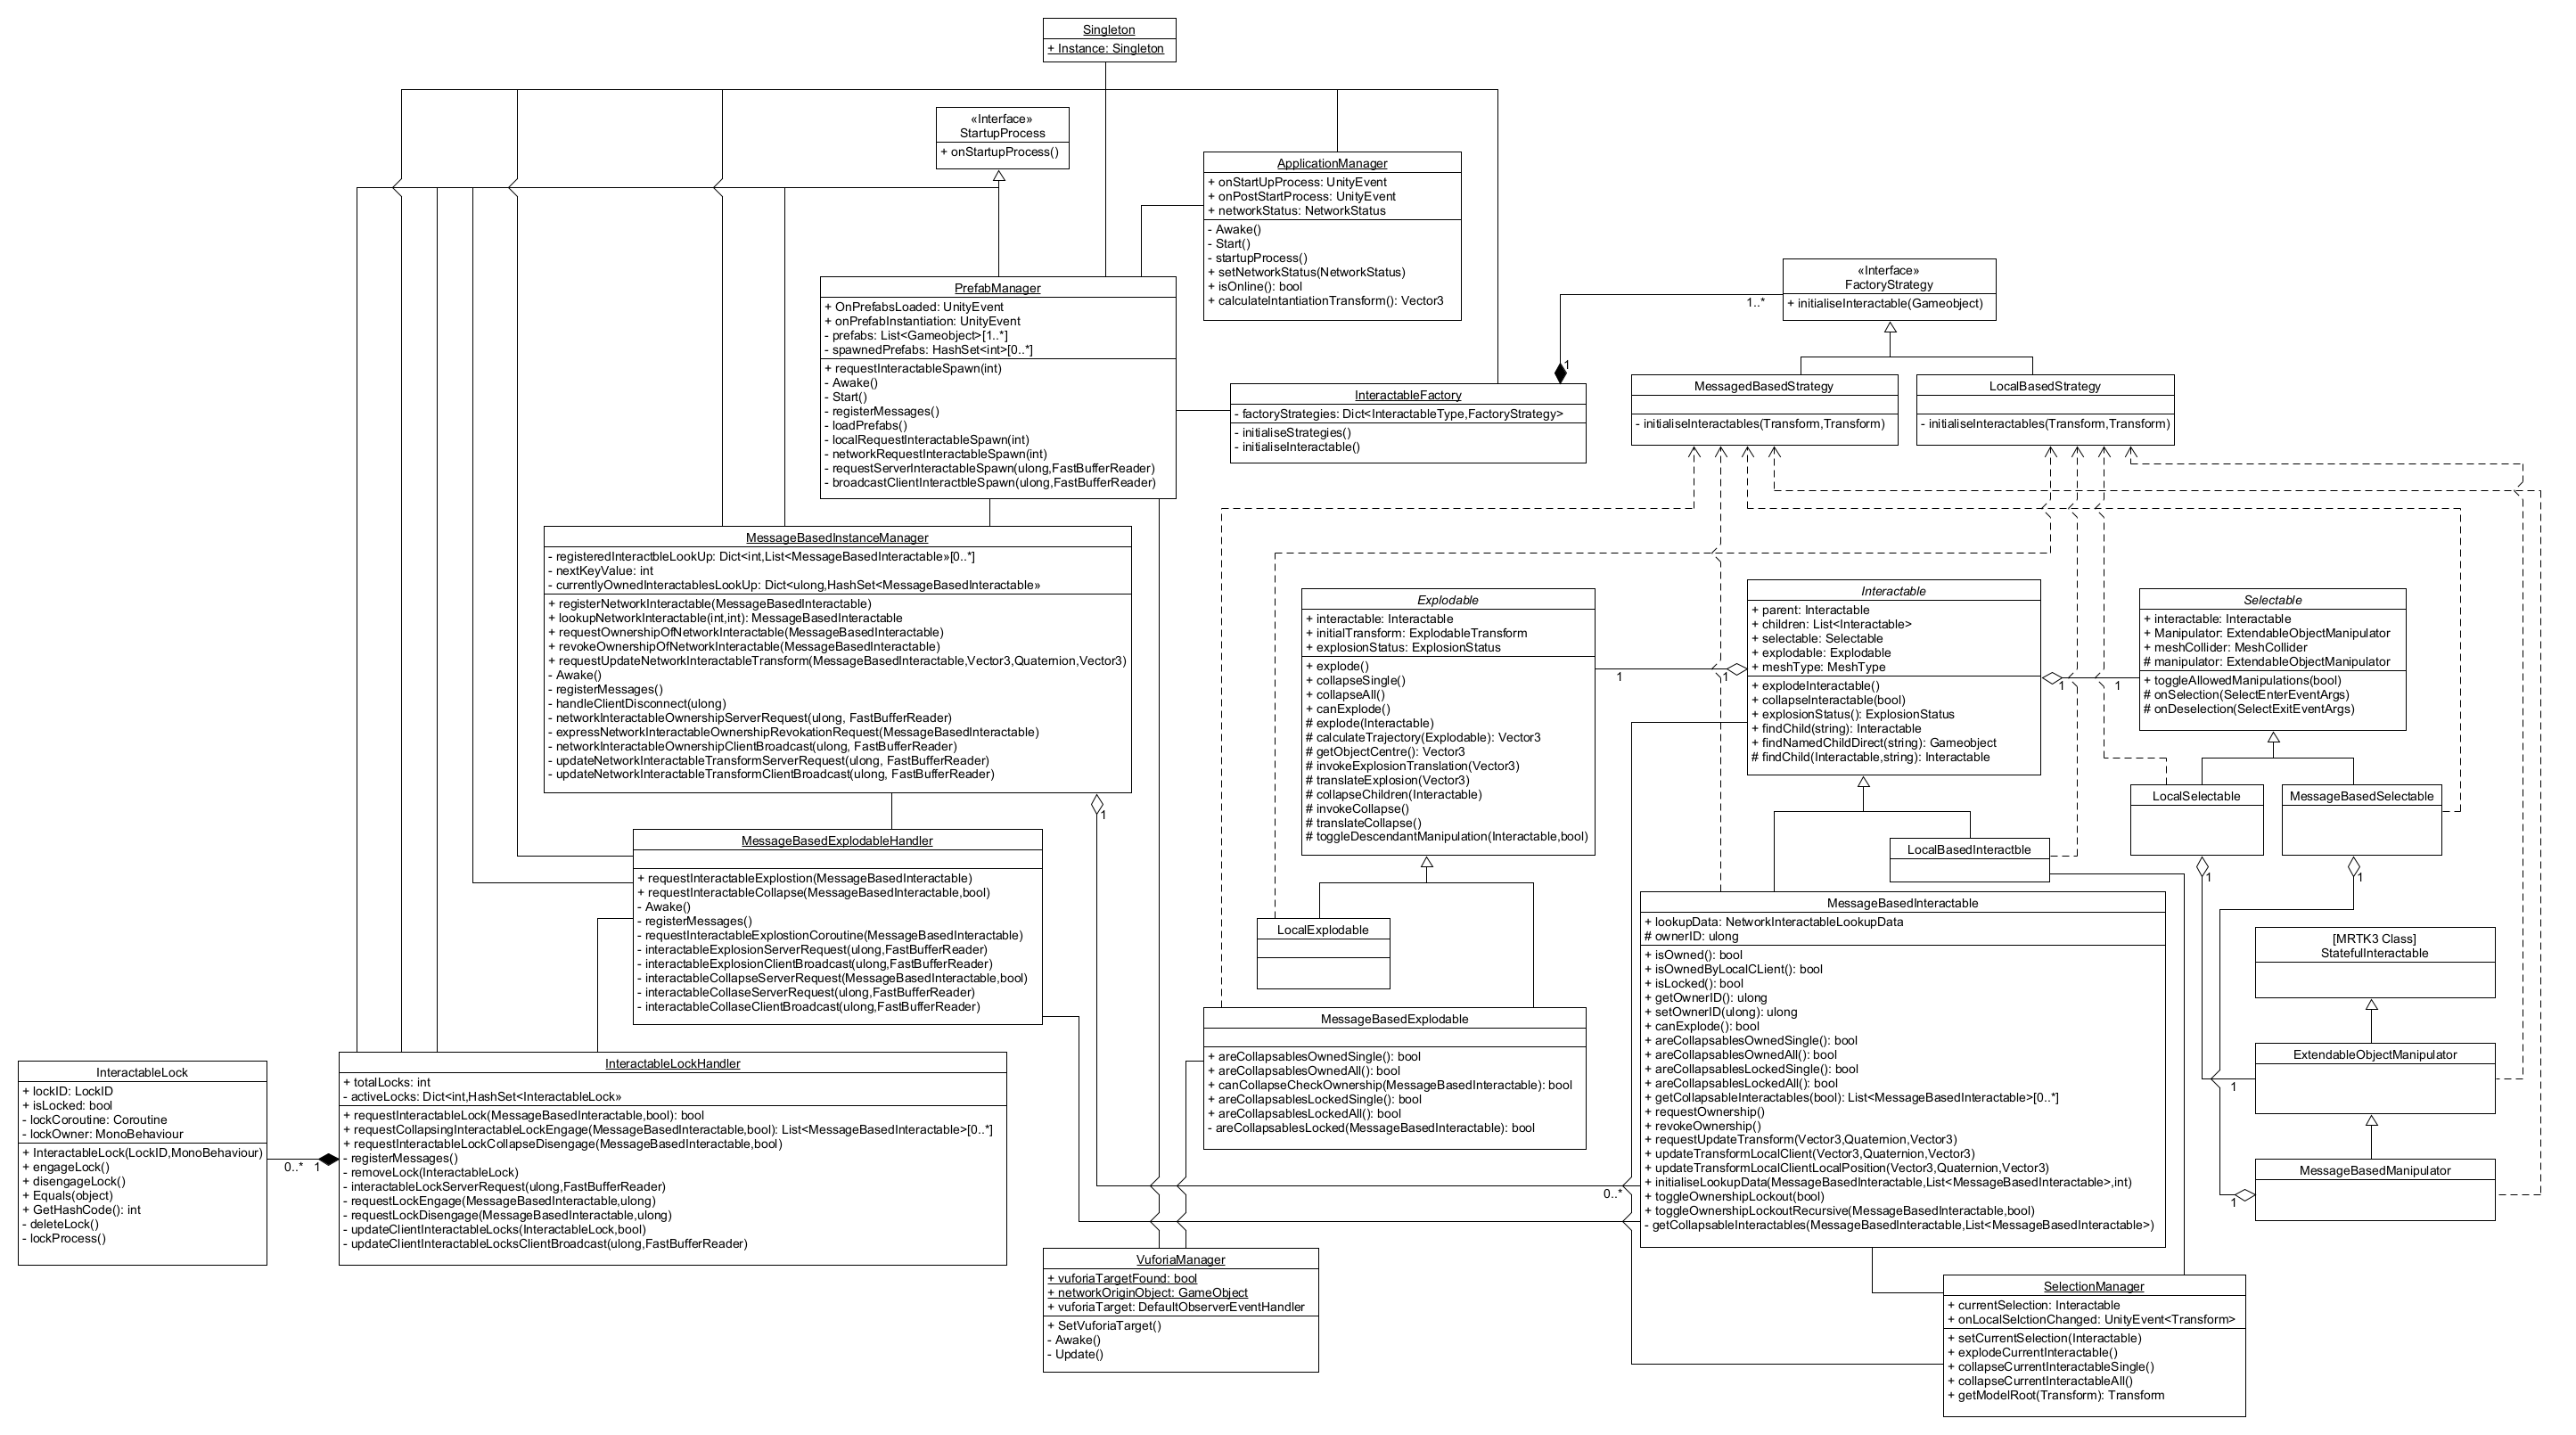 Singleton
+ Instance: Singleton
«Interface»
StartupProcess
+ onStartupProcess()
ApplicationManager
+ onStartUpProcess: UnityEvent
+ onPostStartProcess: UnityEvent
+ networkStatus: NetworkStatus
- Awake()
- Start()
- startupProcess()
+ setNetworkStatus(NetworkStatus)
+ isOnline(): bool
+ calculateIntantiationTransform(): Vector3
PrefabManager
+ OnPrefabsLoaded: UnityEvent
+ onPrefabInstantiation: UnityEvent
- prefabs: List<Gameobject>[1..*]
- spawnedPrefabs: HashSet<int>[0..*]
+ requestInteractableSpawn(int)
- Awake()
- Start()
- registerMessages()
- loadPrefabs()
- localRequestInteractableSpawn(int)
- networkRequestInteractableSpawn(int)
- requestServerInteractableSpawn(ulong,FastBufferReader)
- broadcastClientInteractbleSpawn(ulong,FastBufferReader)
«Interface»
FactoryStrategy
+ initialiseInteractable(Gameobject)
1..*
1
InteractableFactory
- factoryStrategies: Dict<InteractableType,FactoryStrategy>
- initialiseStrategies()
- initialiseInteractable()
MessagedBasedStrategy
- initialiseInteractables(Transform,Transform)
LocalBasedStrategy
- initialiseInteractables(Transform,Transform)
MessageBasedInstanceManager
- registeredInteractbleLookUp: Dict<int,List<MessageBasedInteractable»[0..*]
- nextKeyValue: int
- currentlyOwnedInteractablesLookUp: Dict<ulong,HashSet<MessageBasedInteractable»
+ registerNetworkInteractable(MessageBasedInteractable)
+ lookupNetworkInteractable(int,int): MessageBasedInteractable
+ requestOwnershipOfNetworkInteractable(MessageBasedInteractable)
+ revokeOwnershipOfNetworkInteractable(MessageBasedInteractable)
+ requestUpdateNetworkInteractableTransform(MessageBasedInteractable,Vector3,Quaternion,Vector3)
- Awake()
- registerMessages()
- handleClientDisconnect(ulong)
- networkInteractableOwnershipServerRequest(ulong, FastBufferReader)
- expressNetworkInteractableOwnershipRevokationRequest(MessageBasedInteractable)
- networkInteractableOwnershipClientBroadcast(ulong, FastBufferReader)
- updateNetworkInteractableTransformServerRequest(ulong, FastBufferReader)
- updateNetworkInteractableTransformClientBroadcast(ulong, FastBufferReader)
1
Explodable
+ interactable: Interactable
+ initialTransform: ExplodableTransform
+ explosionStatus: ExplosionStatus
+ explode()
+ collapseSingle()
+ collapseAll()
+ canExplode()
# explode(Interactable)
# calculateTrajectory(Explodable): Vector3
# getObjectCentre(): Vector3
# invokeExplosionTranslation(Vector3)
# translateExplosion(Vector3)
# collapseChildren(Interactable)
# invokeCollapse()
# translateCollapse()
# toggleDescendantManipulation(Interactable,bool)
1
1
Interactable
+ parent: Interactable
+ children: List<Interactable>
+ selectable: Selectable
+ explodable: Explodable
+ meshType: MeshType
+ explodeInteractable()
+ collapseInteractable(bool)
+ explosionStatus(): ExplosionStatus
+ findChild(string): Interactable
+ findNamedChildDirect(string): Gameobject
# findChild(Interactable,string): Interactable
1
1
Selectable
+ interactable: Interactable
+ Manipulator: ExtendableObjectManipulator
+ meshCollider: MeshCollider
# manipulator: ExtendableObjectManipulator
+ toggleAllowedManipulations(bool)
# onSelection(SelectEnterEventArgs)
# onDeselection(SelectExitEventArgs)
LocalSelectable
MessageBasedSelectable
1
1
MessageBasedExplodableHandler
+ requestInteractableExplostion(MessageBasedInteractable)
+ requestInteractableCollapse(MessageBasedInteractable,bool)
- Awake()
- registerMessages()
- requestInteractableExplostionCoroutine(MessageBasedInteractable)
- interactableExplosionServerRequest(ulong,FastBufferReader)
- interactableExplosionClientBroadcast(ulong,FastBufferReader)
- interactableCollapseServerRequest(MessageBasedInteractable,bool)
- interactableCollaseServerRequest(ulong,FastBufferReader)
- interactableCollaseClientBroadcast(ulong,FastBufferReader)
LocalExplodable
LocalBasedInteractble
MessageBasedInteractable
+ lookupData: NetworkInteractableLookupData
# ownerID: ulong
+ isOwned(): bool
+ isOwnedByLocalCLient(): bool
+ isLocked(): bool
+ getOwnerID(): ulong
+ setOwnerID(ulong): ulong
+ canExplode(): bool
+ areCollapsablesOwnedSingle(): bool
+ areCollapsablesOwnedAll(): bool
+ areCollapsablesLockedSingle(): bool
+ areCollapsablesLockedAll(): bool
+ getCollapsableInteractables(bool): List<MessageBasedInteractable>[0..*]
+ requestOwnership()
+ revokeOwnership()
+ requestUpdateTransform(Vector3,Quaternion,Vector3)
+ updateTransformLocalClient(Vector3,Quaternion,Vector3)
+ updateTransformLocalClientLocalPosition(Vector3,Quaternion,Vector3)
+ initialiseLookupData(MessageBasedInteractable,List<MessageBasedInteractable>,int)
+ toggleOwnershipLockout(bool)
+ toggleOwnershipLockoutRecursive(MessageBasedInteractable,bool)
- getCollapsableInteractables(MessageBasedInteractable,List<MessageBasedInteractable>)
0..*
[MRTK3 Class]
StatefulInteractable
ExtendableObjectManipulator
1
MessageBasedManipulator
1
MessageBasedExplodable
+ areCollapsablesOwnedSingle(): bool
+ areCollapsablesOwnedAll(): bool
+ canCollapseCheckOwnership(MessageBasedInteractable): bool
+ areCollapsablesLockedSingle(): bool
+ areCollapsablesLockedAll(): bool
- areCollapsablesLocked(MessageBasedInteractable): bool
InteractableLock
+ lockID: LockID
+ isLocked: bool
- lockCoroutine: Coroutine
- lockOwner: MonoBehaviour
+ InteractableLock(LockID,MonoBehaviour)
+ engageLock()
+ disengageLock()
+ Equals(object)
+ GetHashCode(): int
- deleteLock()
- lockProcess()
0..*
1
InteractableLockHandler
+ totalLocks: int
- activeLocks: Dict<int,HashSet<InteractableLock»
+ requestInteractableLock(MessageBasedInteractable,bool): bool
+ requestCollapsingInteractableLockEngage(MessageBasedInteractable,bool): List<MessageBasedInteractable>[0..*]
+ requestInteractableLockCollapseDisengage(MessageBasedInteractable,bool)
- registerMessages()
- removeLock(InteractableLock)
- interactableLockServerRequest(ulong,FastBufferReader)
- requestLockEngage(MessageBasedInteractable,ulong)
- requestLockDisengage(MessageBasedInteractable,ulong)
- updateClientInteractableLocks(InteractableLock,bool)
- updateClientInteractableLocksClientBroadcast(ulong,FastBufferReader)
VuforiaManager
+ vuforiaTargetFound: bool
+ networkOriginObject: GameObject
+ vuforiaTarget: DefaultObserverEventHandler
+ SetVuforiaTarget()
- Awake()
- Update()
SelectionManager
+ currentSelection: Interactable
+ onLocalSelctionChanged: UnityEvent<Transform>
+ setCurrentSelection(Interactable)
+ explodeCurrentInteractable()
+ collapseCurrentInteractableSingle()
+ collapseCurrentInteractableAll()
+ getModelRoot(Transform): Transform